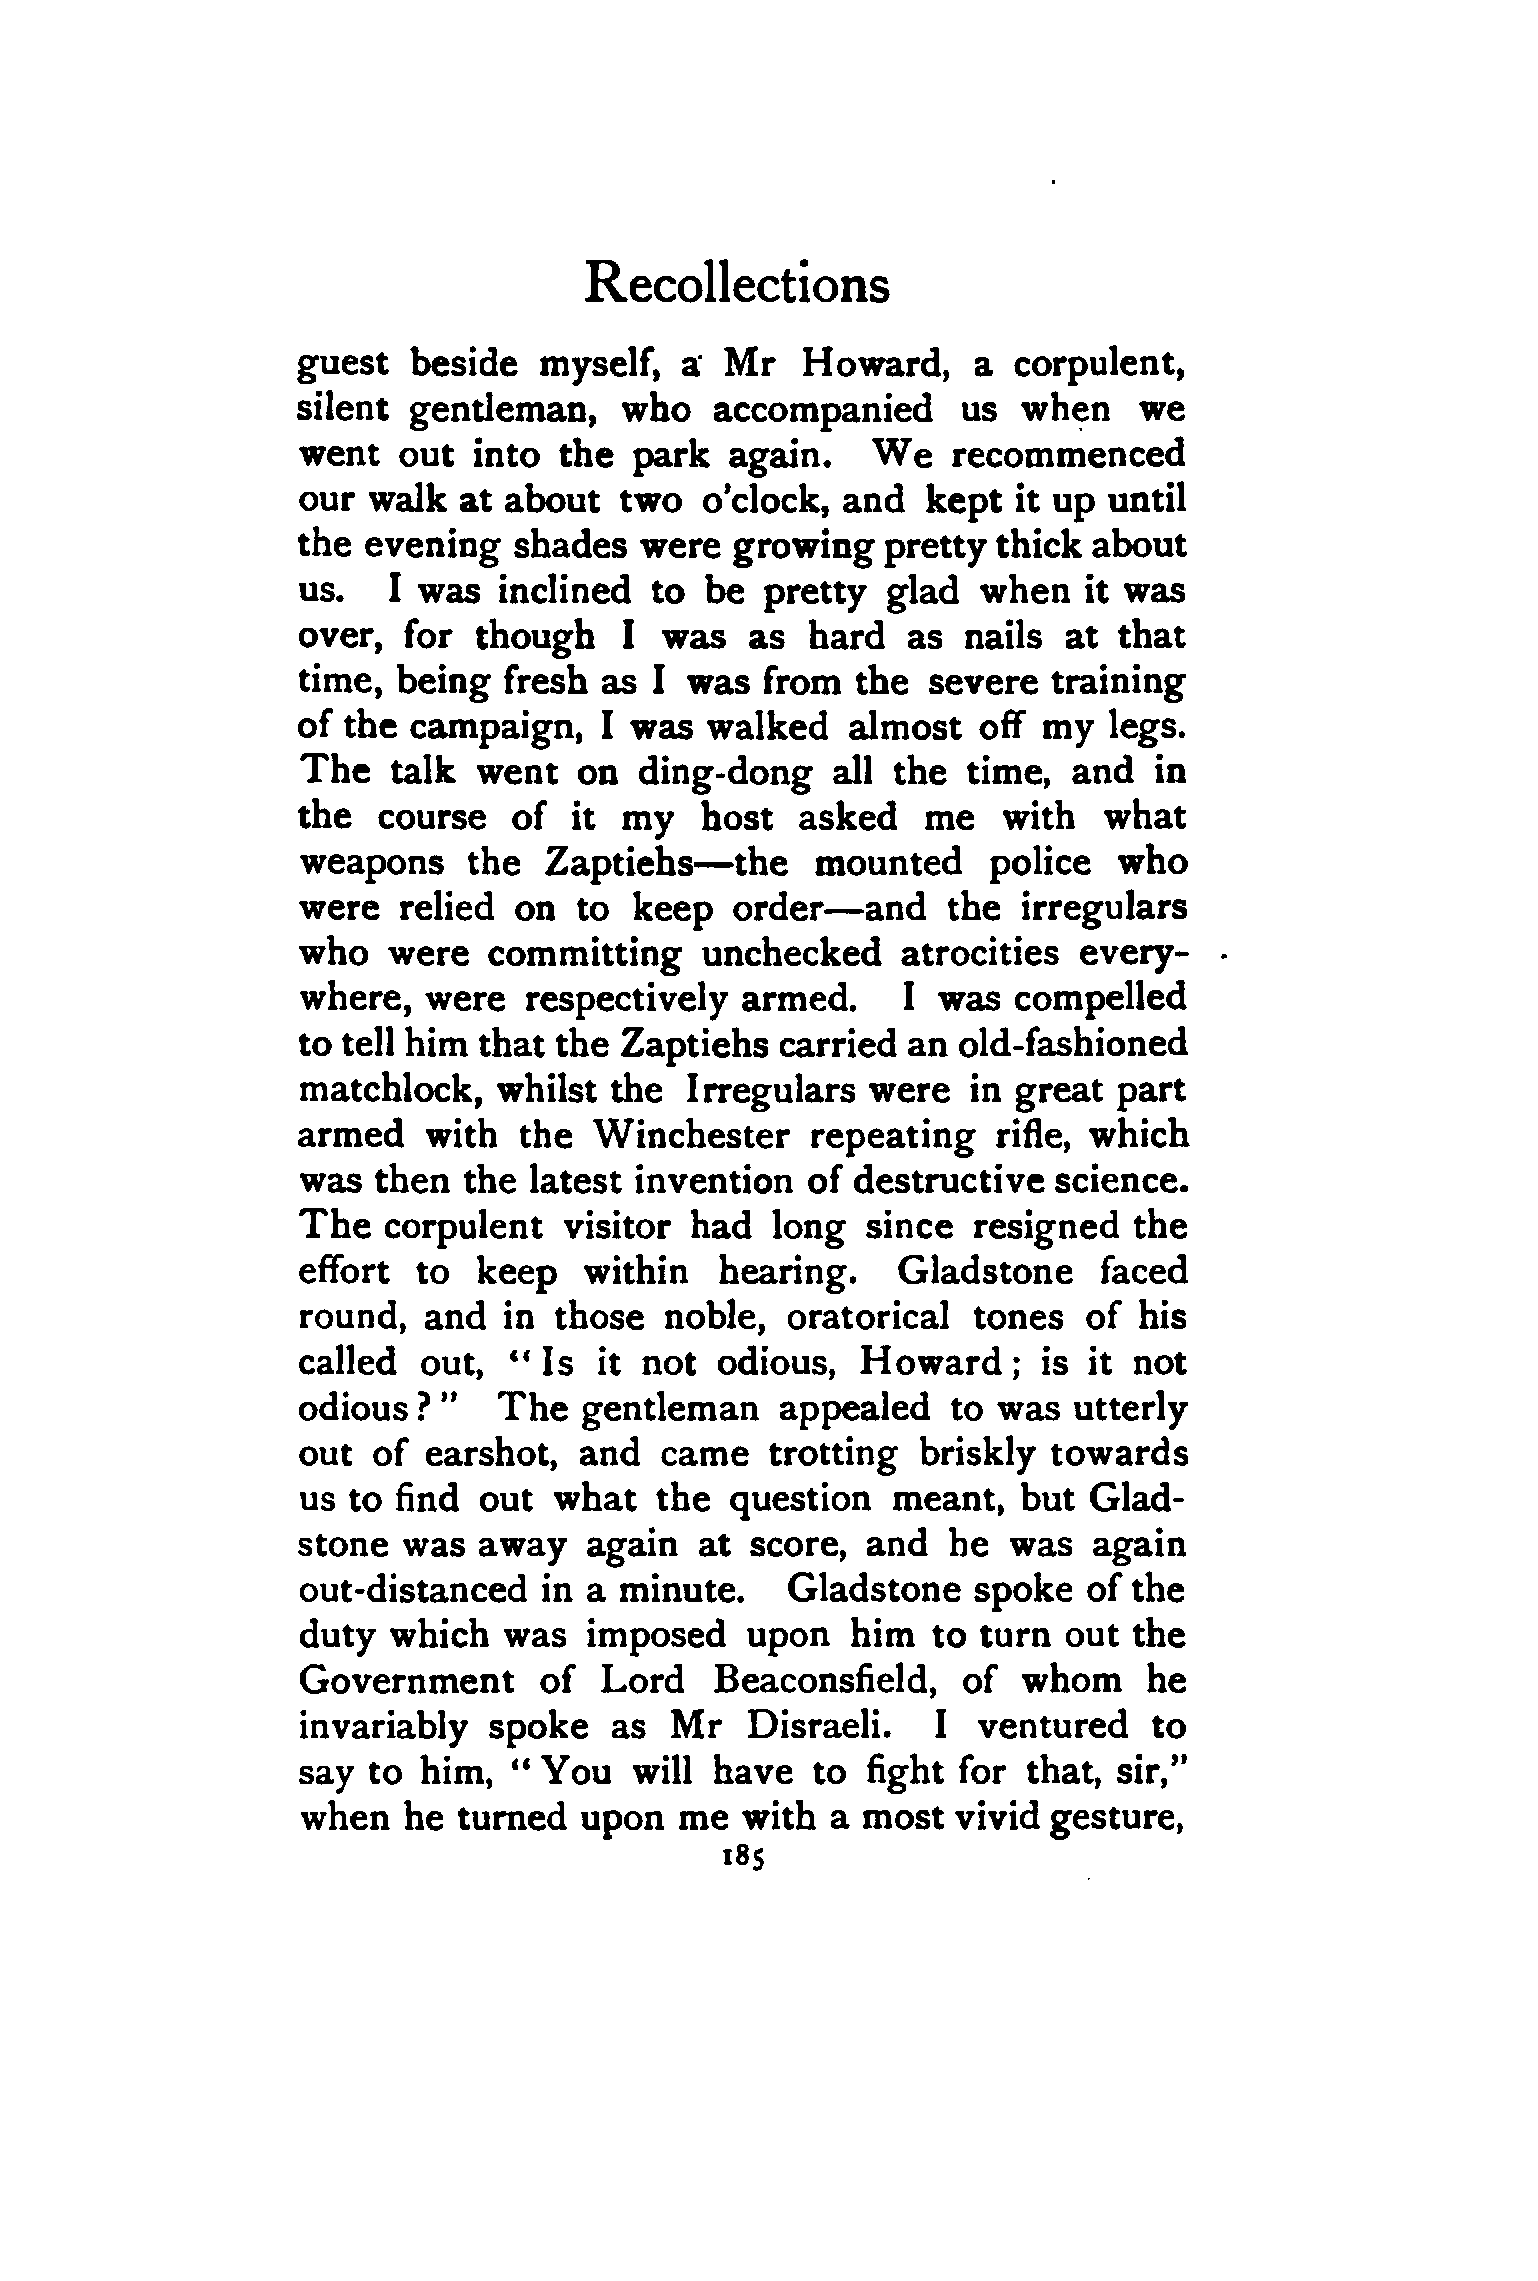 Recollections
guest beside myself, a Mr Howard, a corpulent,
silent gentleman, who accompanied us when we
went out into the park again. We recommenced
our walk at about two o'clock, and kept it up until
the evening shades were growing pretty thick about
us. I was inclined to be pretty glad when it was
over, for though I was as hard as nails at that
time, being fresh as I was from the severe training
of the campaign, I was walked almost off my legs.
The talk went on ding-dong all the time, and in
the course of it my host asked me with what
weapons the Zaptiehs—the mounted police who
were relied on to keep order—and the irregulars
who were committing unchecked atrocities every-
where, were respectively armed. I was compelled
to tell him that the Zaptiehs carried an old-fashioned
matchlock, whilst the Irregulars were in great part
armed with the Winchester repeating rifle, which
was then the latest invention of destructive science.
The corpulent visitor had long since resigned the
effort to keep within hearing. Gladstone faced
round, and in those noble, oratorical tones of his
called out, “Is it not odious, Howard; is it not
odious?” The gentleman appealed to was utterly
out of earshot, and came trotting briskly towards
us to find out what the question meant, but Glad-
stone was away again at score, and he was again
out-distanced in a minute. Gladstone spoke of the
duty which was imposed upon him to turn out the
Government of Lord Beaconsfield, of whom he
invariably spoke as Mr Disraeli. I ventured to
say to him, “You will have to fight for that, sir,”
when he turned upon me with a most vivid gesture,
185